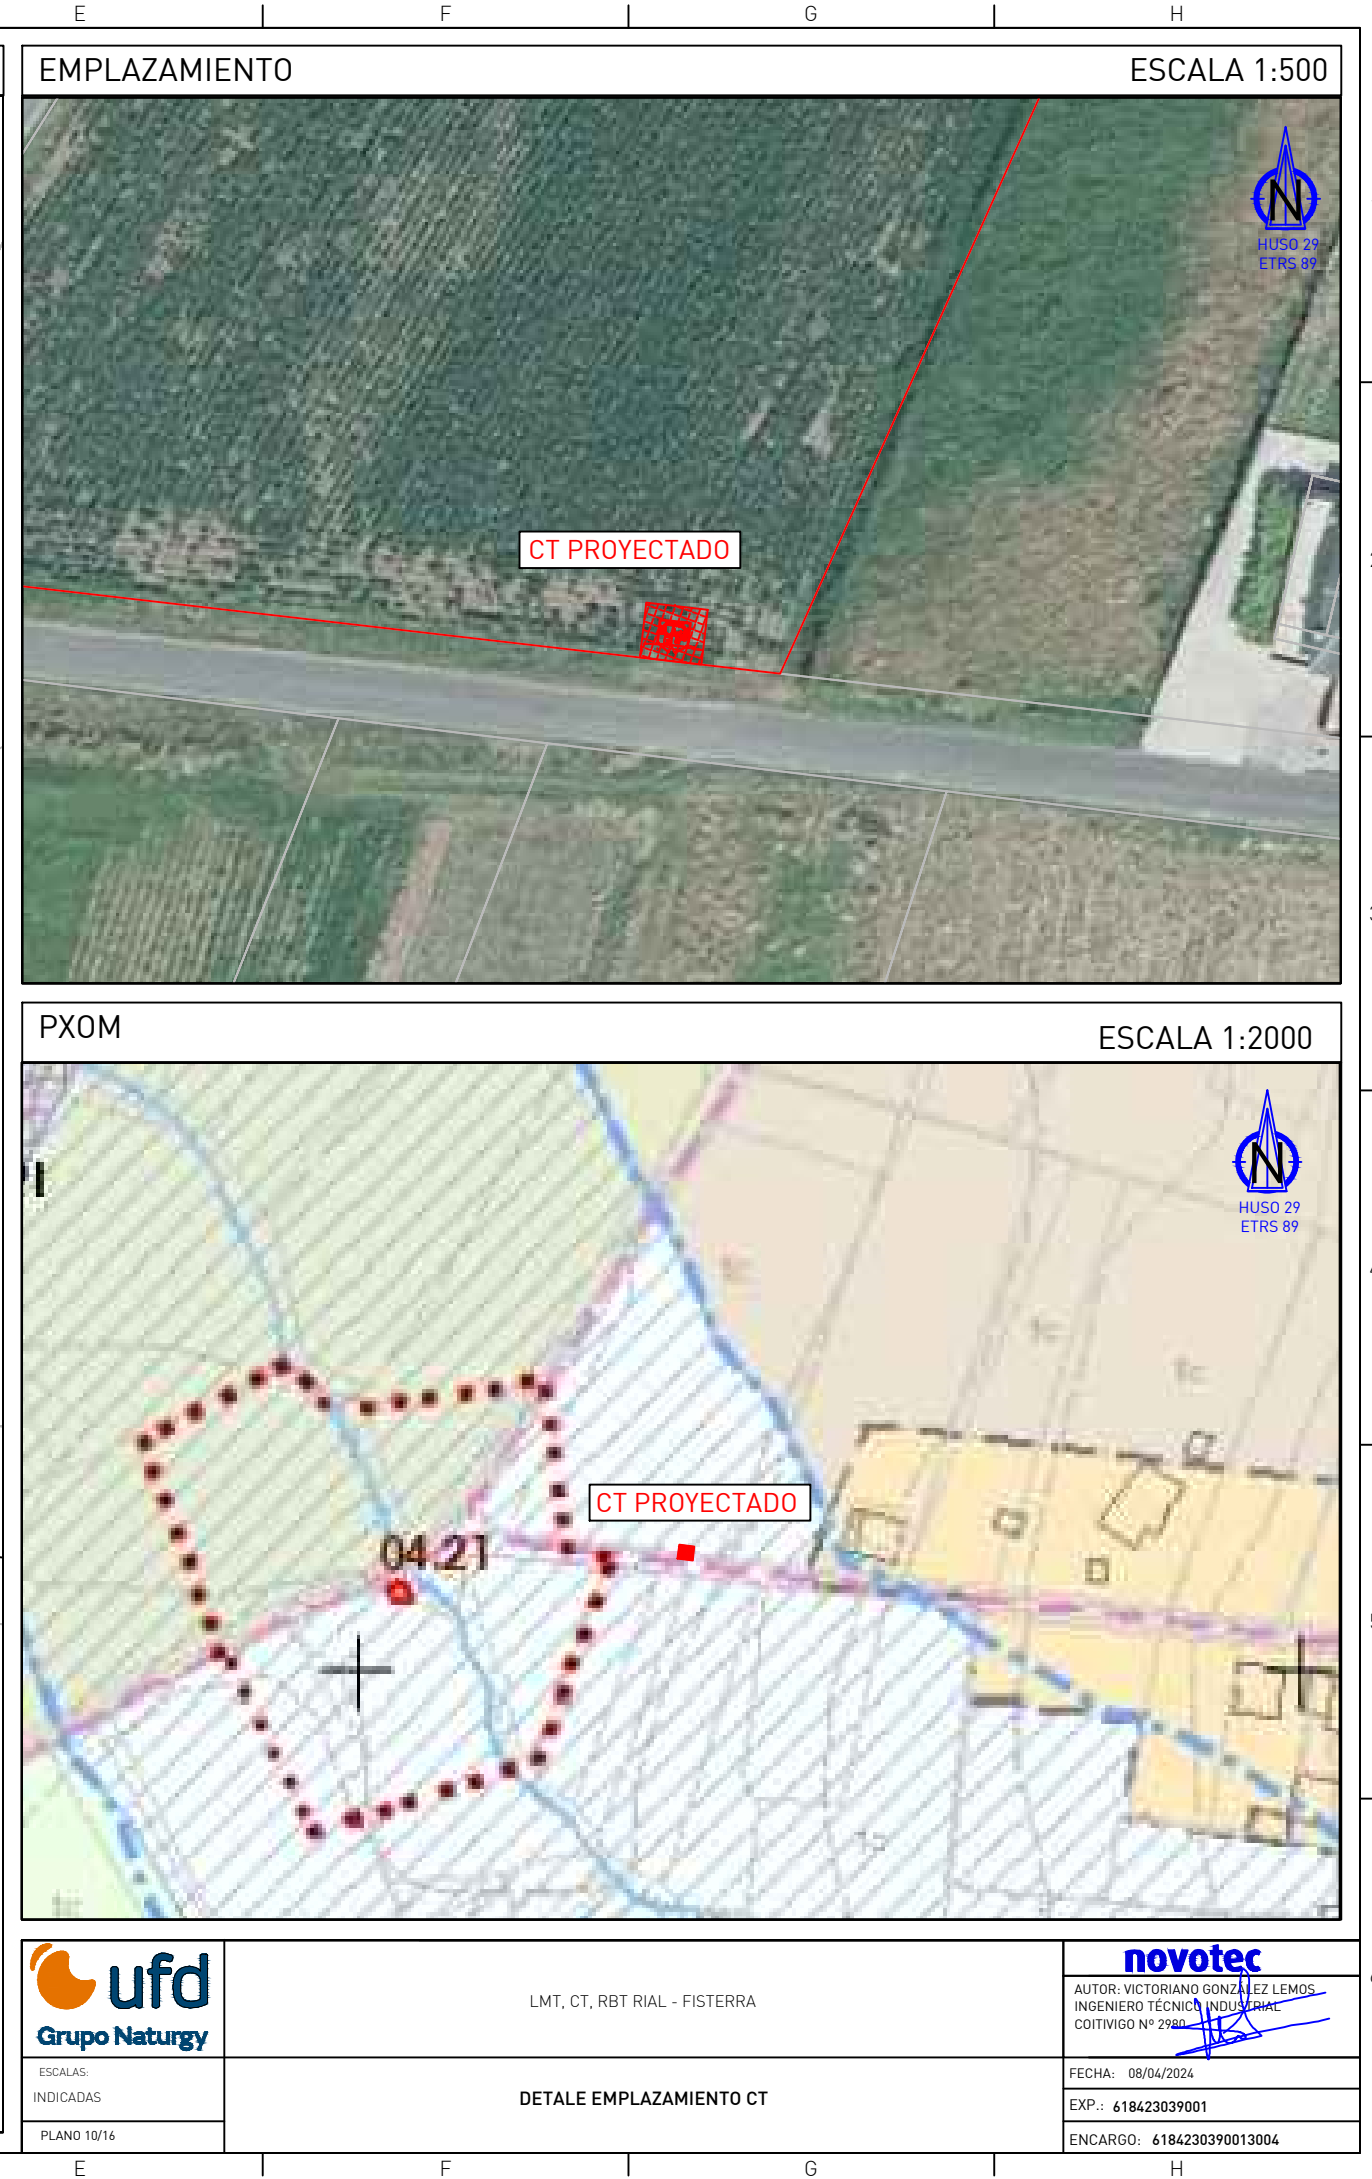 E F G H
EMPLAZAMIENTO ESCALA 1:500
N
HUSO 29
ETRS 89
CT PROYECTADO
PXOM ESCALA 1:2000
N
HUSO 29
ETRS 89
CT PROYECTADO
04.21
ufd
Grupo Naturgy
LMT, CT, RBT RIAL - FISTERRA
novotec
AUTOR: VICTORIANO GONZÁLEZ LEMOS
INGENIERO TÉCNICO INDUSTRIAL
COITIVIGO Nº 2980
ESCALAS:
INDICADAS
DETALE EMPLAZAMIENTO CT
FECHA: 08/04/2024
EXP.: 618423039001
PLANO 10/16
ENCARGO: 6184230390013004
E F G H